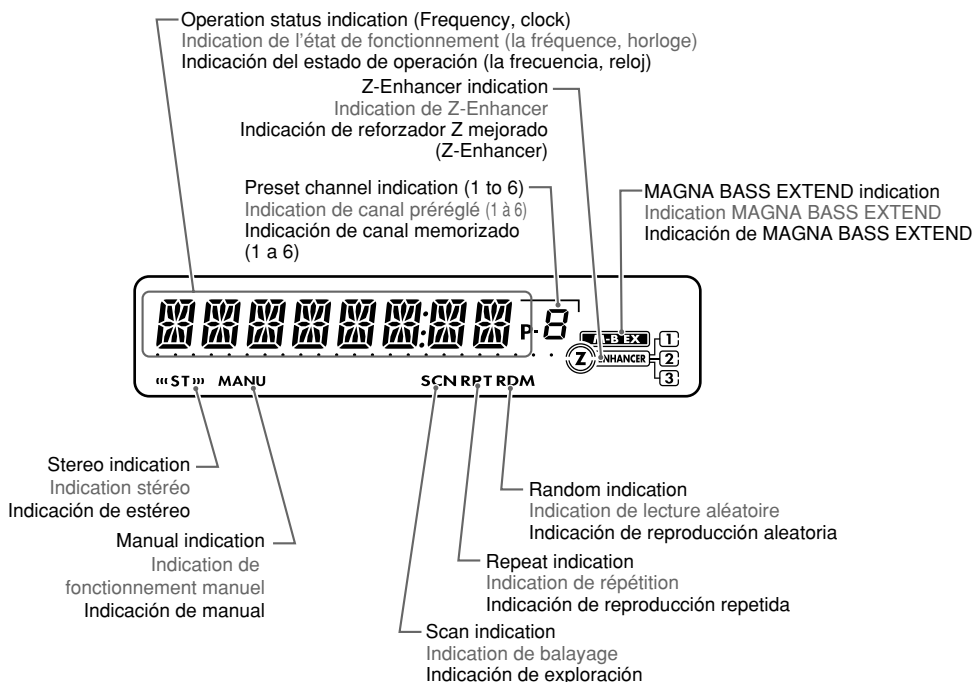 Operation status indication (Frequency, clock)
Indication de l'état de fonctionnement (la fréquence, horloge)
Indicación del estado de operación (la frecuencia, reloj)
Z-Enhancer indication
Indication de Z-Enhancer
Indicación de reforzador Z mejorado
(Z-Enhancer)
Preset channel indication (1 to 6)
Indication de canal préréglé (1 à 6)
Indicación de canal memorizado
(1 a 6)
MAGNA BASS EXTEND indication
Indication MAGNA BASS EXTEND
Indicación de MAGNA BASS EXTEND
P-8
M-B EX 1
Z ENHANCER 2
3
ST MANU SCN RPT RDM
Stereo indication
Indication stéréo
Indicación de estéreo
Manual indication
Indication de
fonctionnement manuel
Indicación de manual
Random indication
Indication de lecture aléatoire
Indicación de reproducción aleatoria
Repeat indication
Indication de répétition
Indicación de reproducción repetida
Scan indication
Indication de balayage
Indicación de exploración